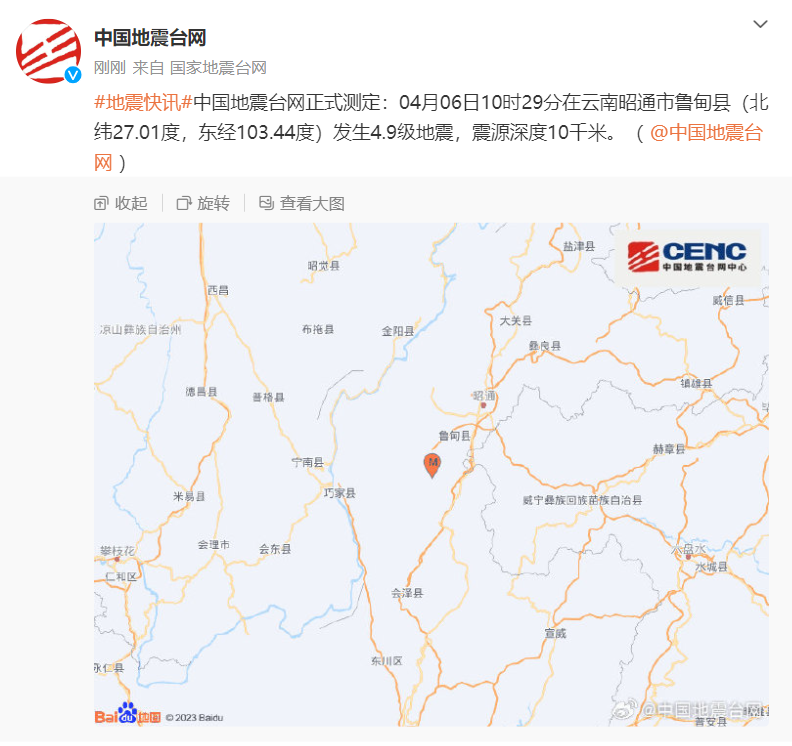 中国地震台网
刚刚 来自 国家地震台网
#地震快讯#中国地震台网正式测定：04月06日10时29分在云南昭通市鲁甸县（北
纬27.01度，东经103.44度）发生4.9级地震，震源深度10千米。（ @中国地震台
网 ）
收起
旋转
查看大图
盐津县
CENC
中国地震台网中心
昭觉县
西昌
威信县
大关县
凉山彝族自治州
布拖县
金阳县
彝良县
镇雄县
德昌县
普格县
昭通
鲁甸县
赫章县
宁南县
M
巧家县
米易县
威宁彝族回族苗族自治县
会理市
会东县
攀枝花
六盘水
水城县
仁和区
会泽县
宣威
东川区
永仁县
Bai du 地图 © 2023 Baidu
@中国地震台网
普安县